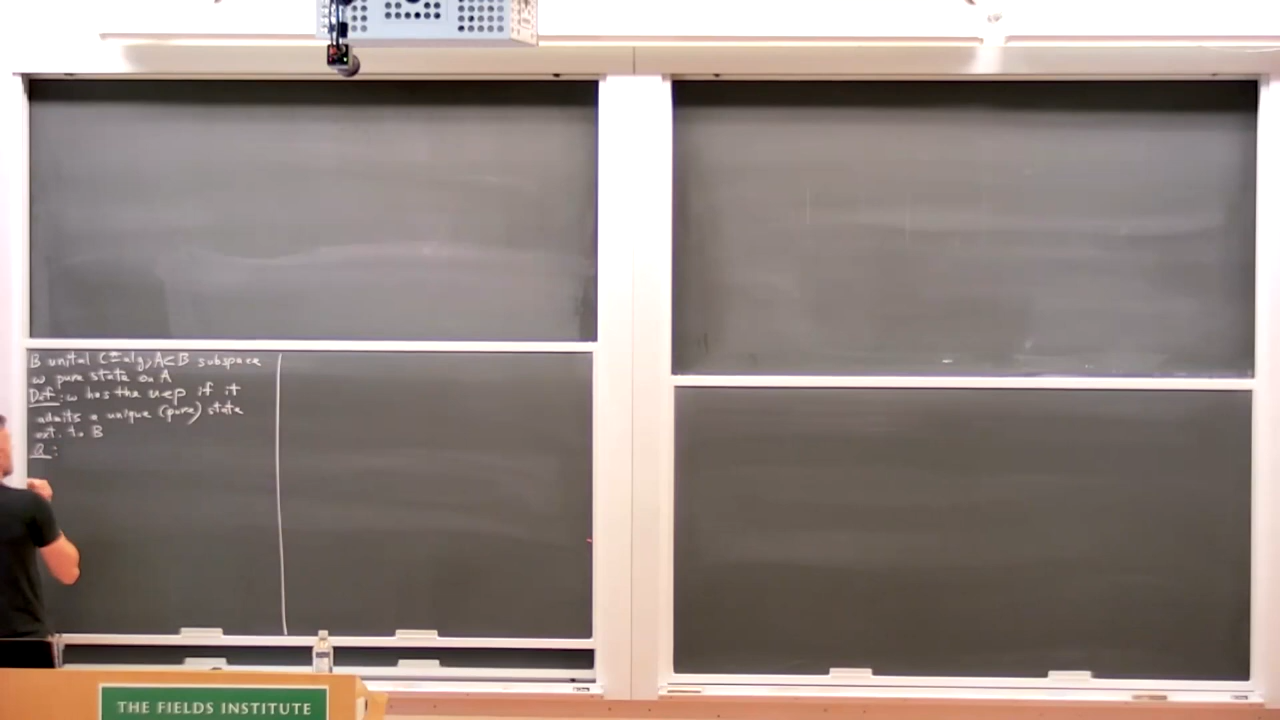 B unital C*-alg, A⊂B subspace
ω pure state on A
Def: ω has the uep if it
admits a unique (pure) state
ext. to B
Q:
THE FIELDS INSTITUTE